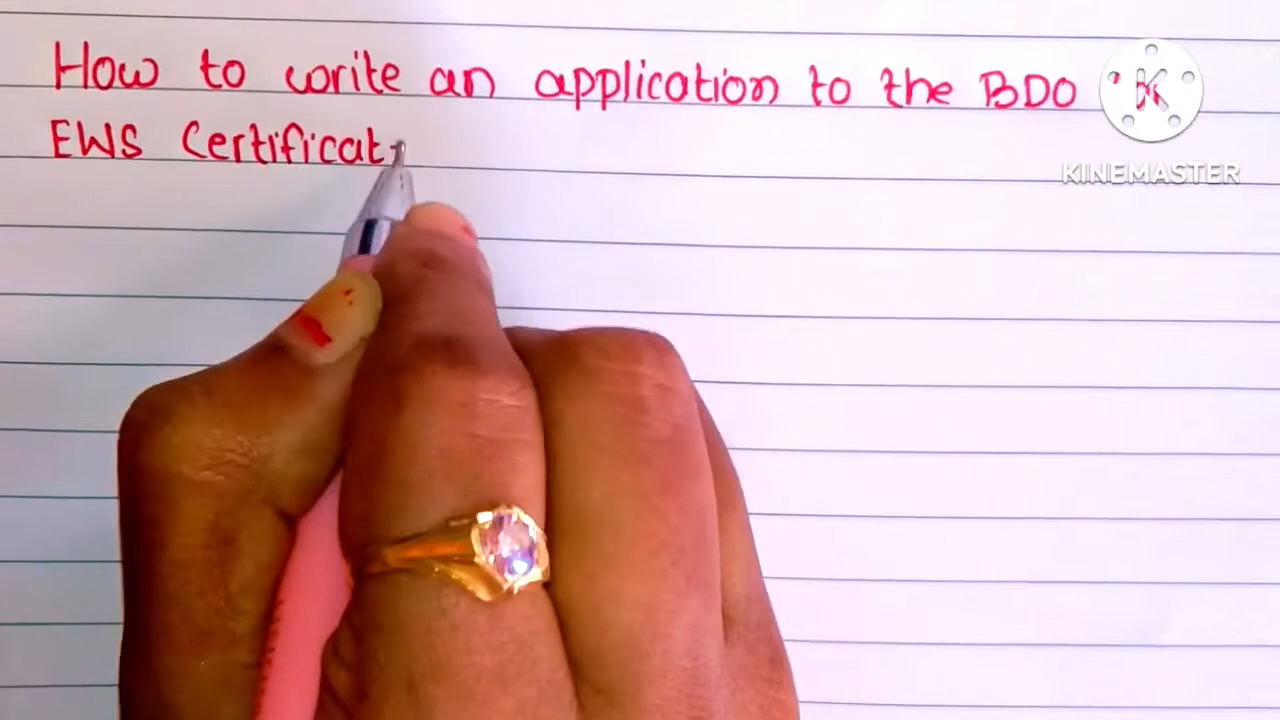 How to write an application to the BDO
EWS Certificat
KINEMASTER